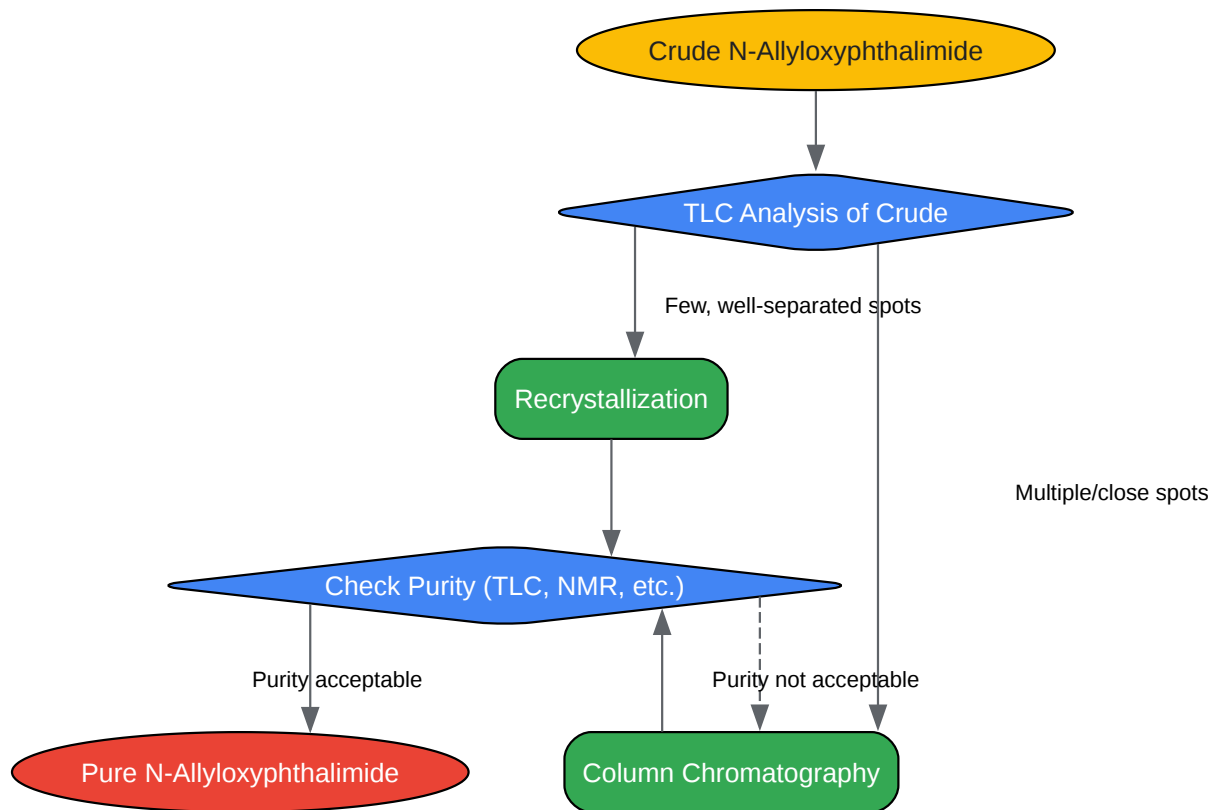 Crude N-Allyloxyphthalimide
TLC Analysis of Crude
Few, well-separated spots
Recrystallization
Multiple/close spots
Check Purity (TLC, NMR, etc.)
Purity acceptable
Purity not acceptable
Pure N-Allyloxyphthalimide
Column Chromatography